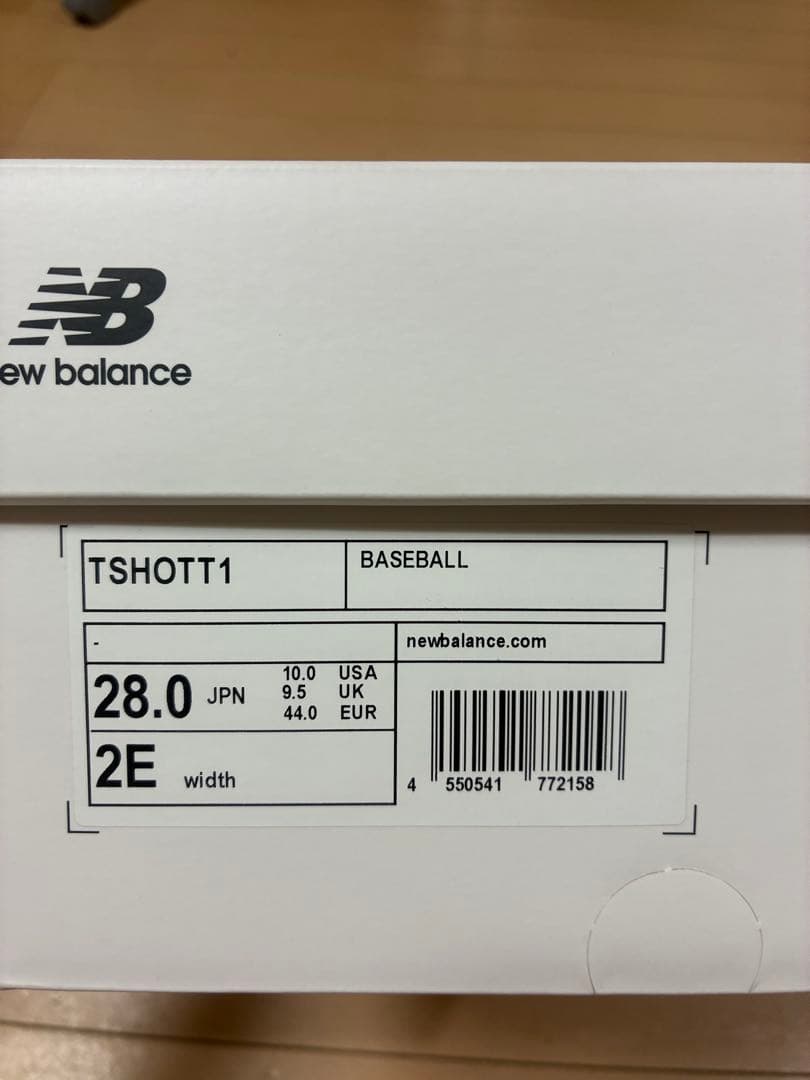 NB
ew balance
TSHOTT1
BASEBALL
-
newbalance.com
28.0 JPN
10.0 USA
9.5 UK
44.0 EUR
2E width
4 550541 772158